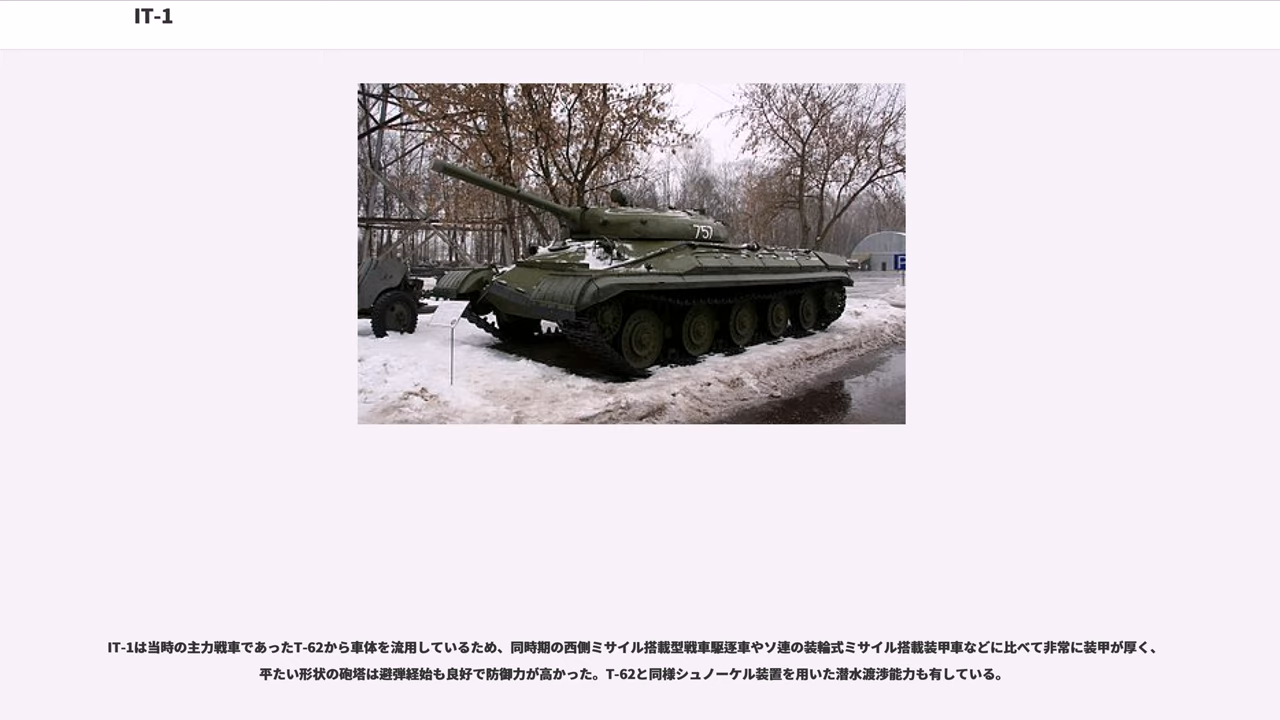 IT-1
757
P
IT-1は当時の主力戦車であったT-62から車体を流用しているため、同時期の西側ミサイル搭載型戦車駆逐車やソ連の装輪式ミサイル搭載装甲車などに比べて非常に装甲が厚く、
平たい形状の砲塔は避弾経始も良好で防御力が高かった。T-62と同様シュノーケル装置を用いた潜水渡渉能力も有している。